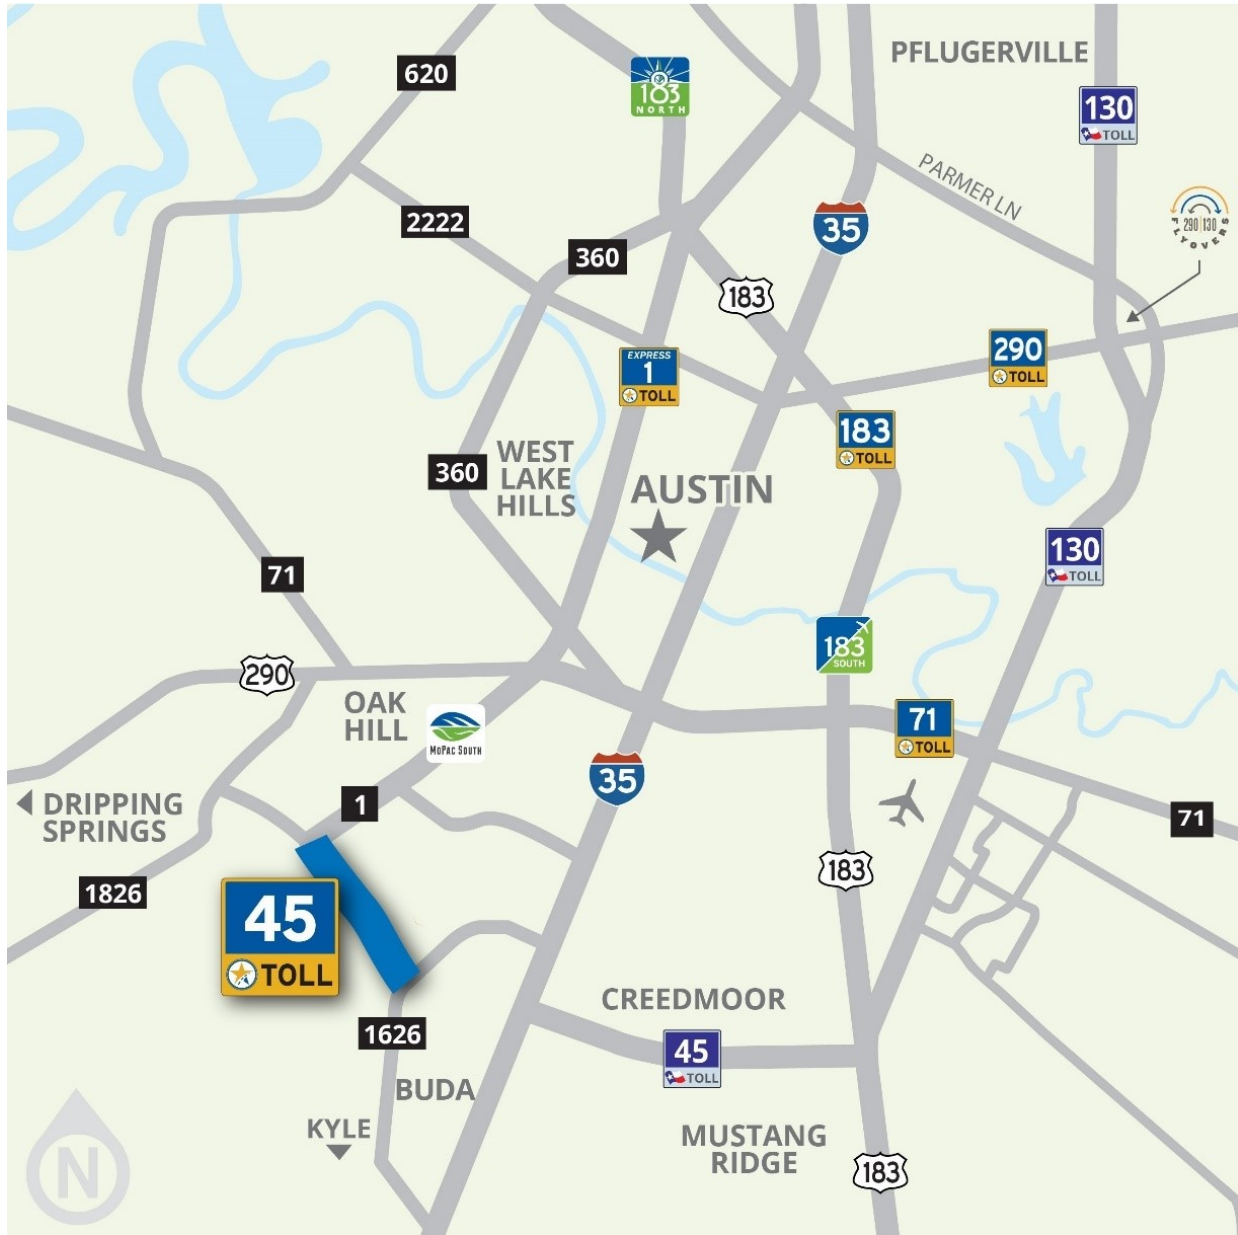 PFLUGERVILLE
620
183
NORTH
130
TOLL
PARMER LN
2222
35
290 130
FLYOVERS
360
183
EXPRESS
1
TOLL
290
TOLL
183
TOLL
WEST
LAKE
HILLS
360
AUSTIN
71
130
TOLL
183
SOUTH
290
OAK
HILL
MOPAC SOUTH
71
TOLL
35
1
DRIPPING
SPRINGS
71
183
1826
45
TOLL
CREEDMOOR
1626
45
TOLL
BUDA
KYLE
MUSTANG
RIDGE
183
N